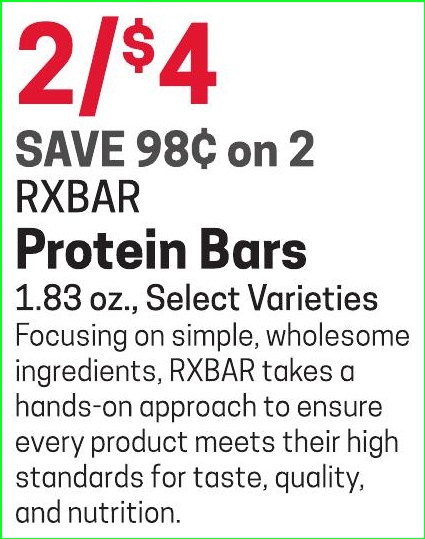 2/$4
SAVE 98¢ on 2
RXBAR
Protein Bars
1.83 oz., Select Varieties
Focusing on simple, wholesome
ingredients, RXBAR takes a
hands-on approach to ensure
every product meets their high
standards for taste, quality,
and nutrition.